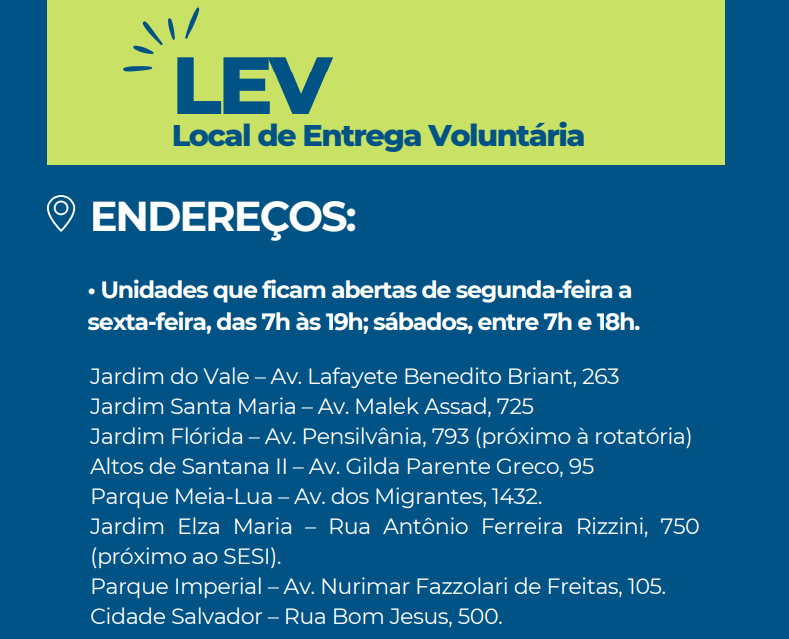 LEV
Local de Entrega Voluntária
ENDEREÇOS:
• Unidades que ficam abertas de segunda-feira a
sexta-feira, das 7h às 19h; sábados, entre 7h e 18h.
Jardim do Vale – Av. Lafayete Benedito Briant, 263
Jardim Santa Maria – Av. Malek Assad, 725
Jardim Flórida – Av. Pensilvânia, 793 (próximo à rotatória)
Altos de Santana II – Av. Gilda Parente Greco, 95
Parque Meia-Lua – Av. dos Migrantes, 1432.
Jardim Elza Maria – Rua Antônio Ferreira Rizzini, 750
(próximo ao SESI).
Parque Imperial – Av. Nurimar Fazzolari de Freitas, 105.
Cidade Salvador – Rua Bom Jesus, 500.